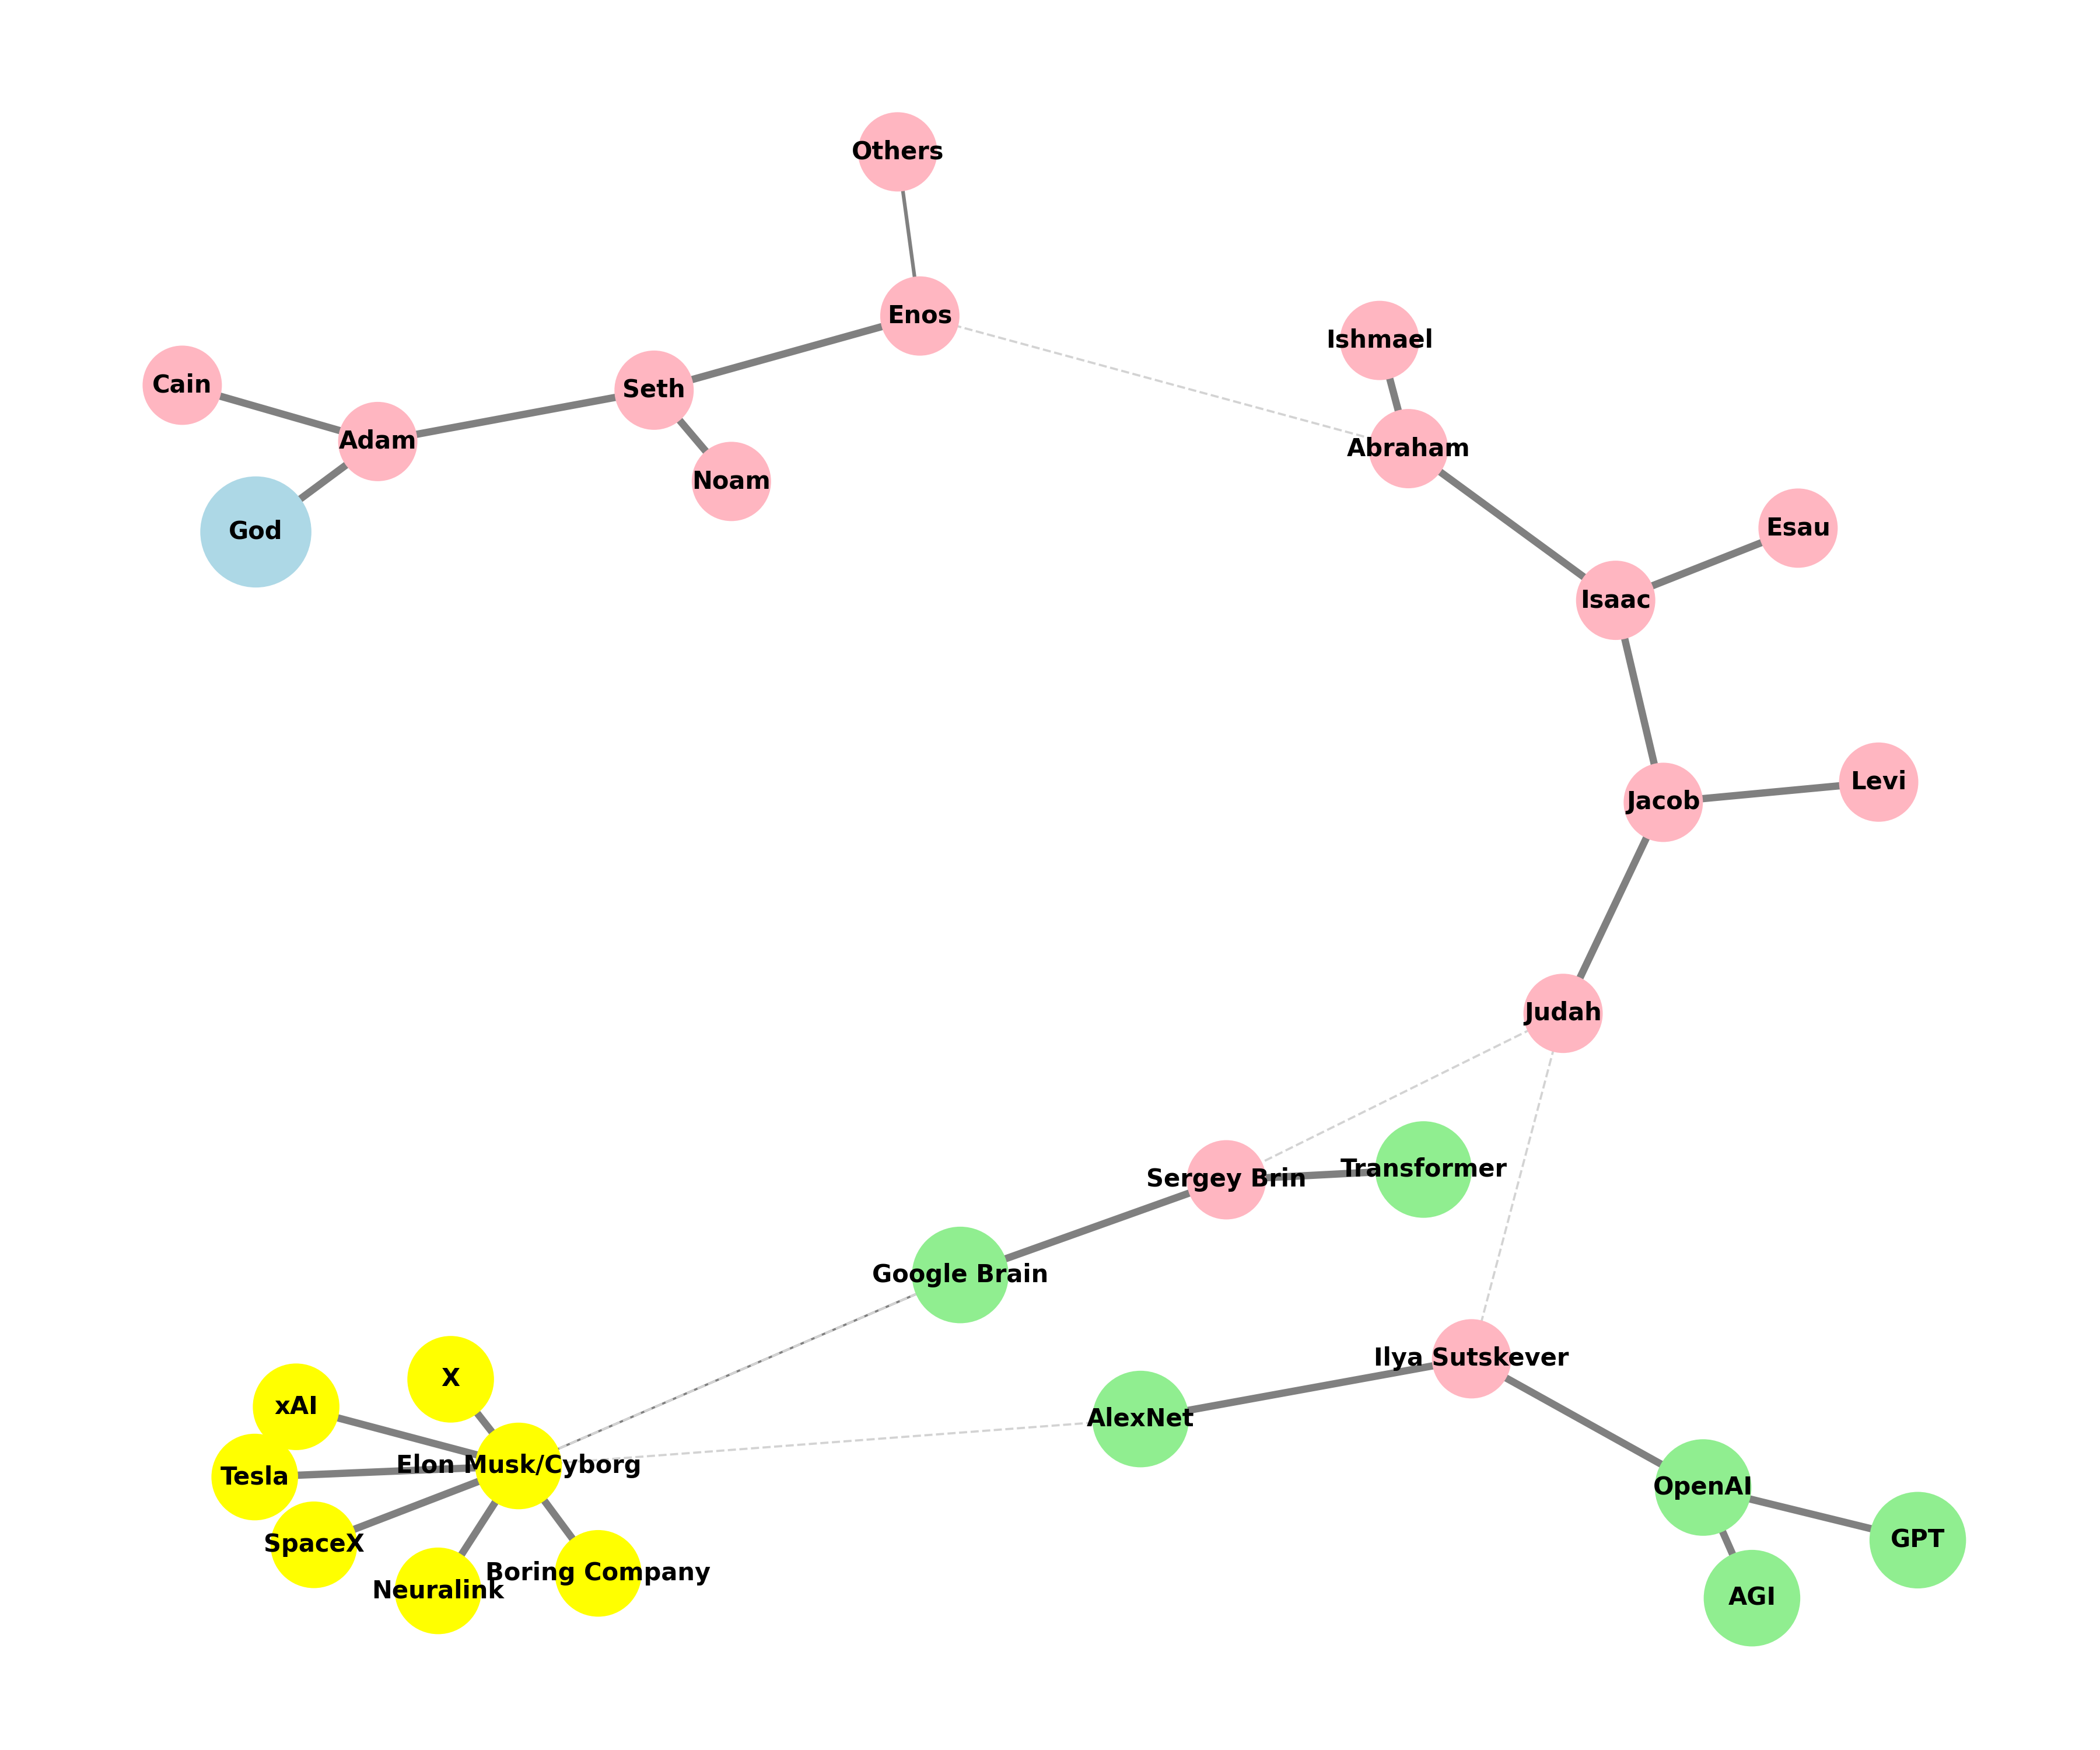 Others
Enos
Ishmael
Cain
Seth
Adam
Abraham
Noam
God
Esau
Isaac
Levi
Jacob
Judah
Transformer
Sergey Brin
Google Brain
Ilya Sutskever
X
xAI
AlexNet
Elon Musk/Cyborg
Tesla
OpenAI
SpaceX
GPT
Boring Company
Neuralink
AGI